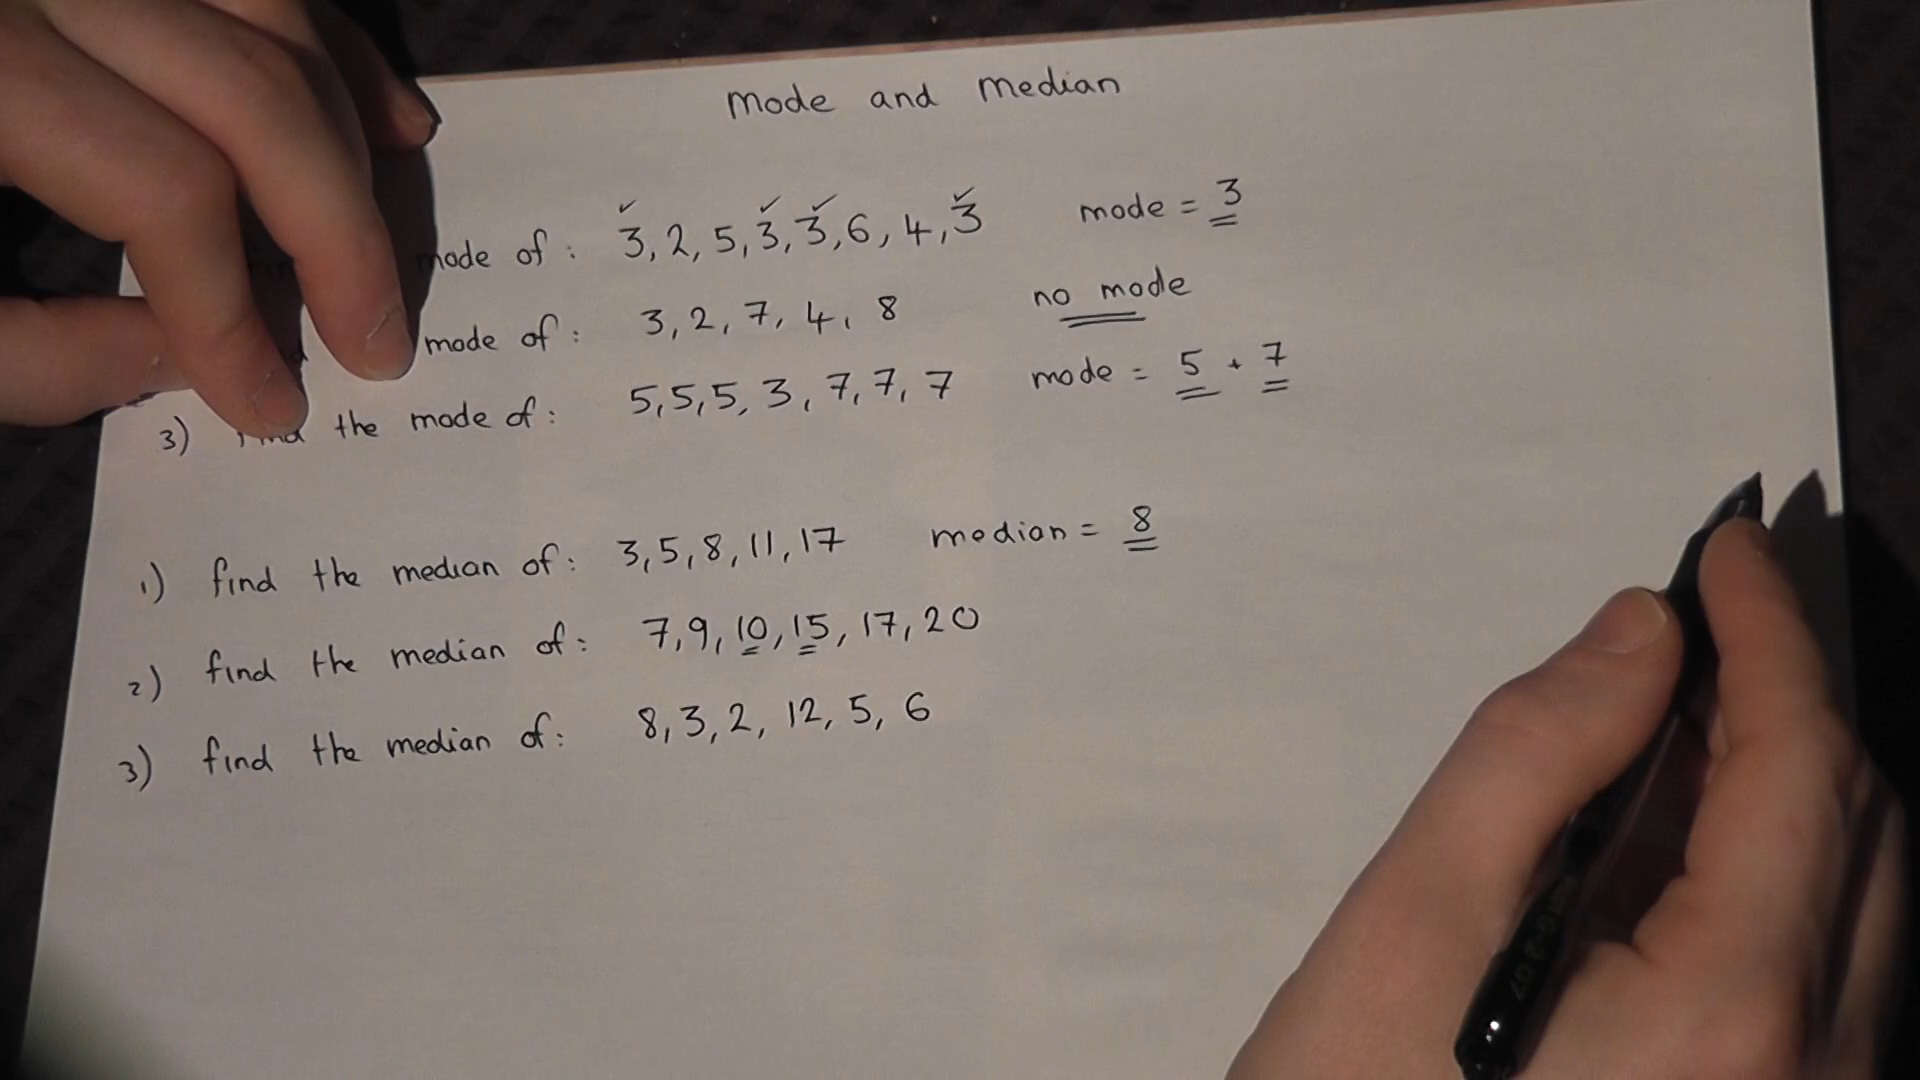 mode and median
mode of : 3, 2, 5, 3, 3, 6, 4, 3 mode = 3
mode of : 3, 2, 7, 4, 8 no mode
3) Find the mode of : 5, 5, 5, 3, 7, 7, 7 mode = 5 + 7
1) find the median of : 3, 5, 8, 11, 17 median = 8
2) find the median of : 7, 9, 10, 15, 17, 20
3) find the median of : 8, 3, 2, 12, 5, 6